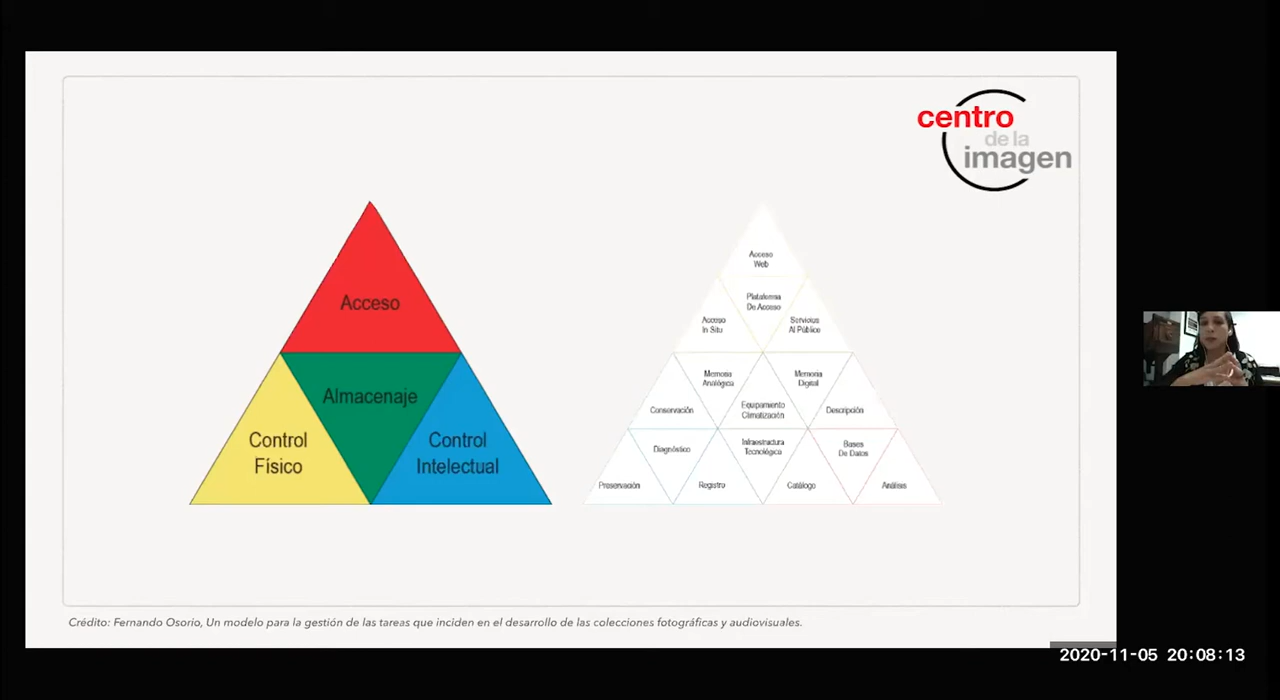 centro
de la
imagen
Acceso
Almacenaje
Control
Físico
Control
Intelectual
Acceso
Web
Plataforma
De Acceso
Acceso
In Situ
Servicios
Al Público
Memoria
Analógica
Memoria
Digital
Conservación
Equipamiento
Climatización
Descripción
Diagnóstico
Infraestructura
Tecnológica
Bases
De Datos
Preservación
Registro
Catálogo
Análisis
Crédito: Fernando Osorio, Un modelo para la gestión de las tareas que inciden en el desarrollo de las colecciones fotográficas y audiovisuales.
2020-11-05 20:08:13